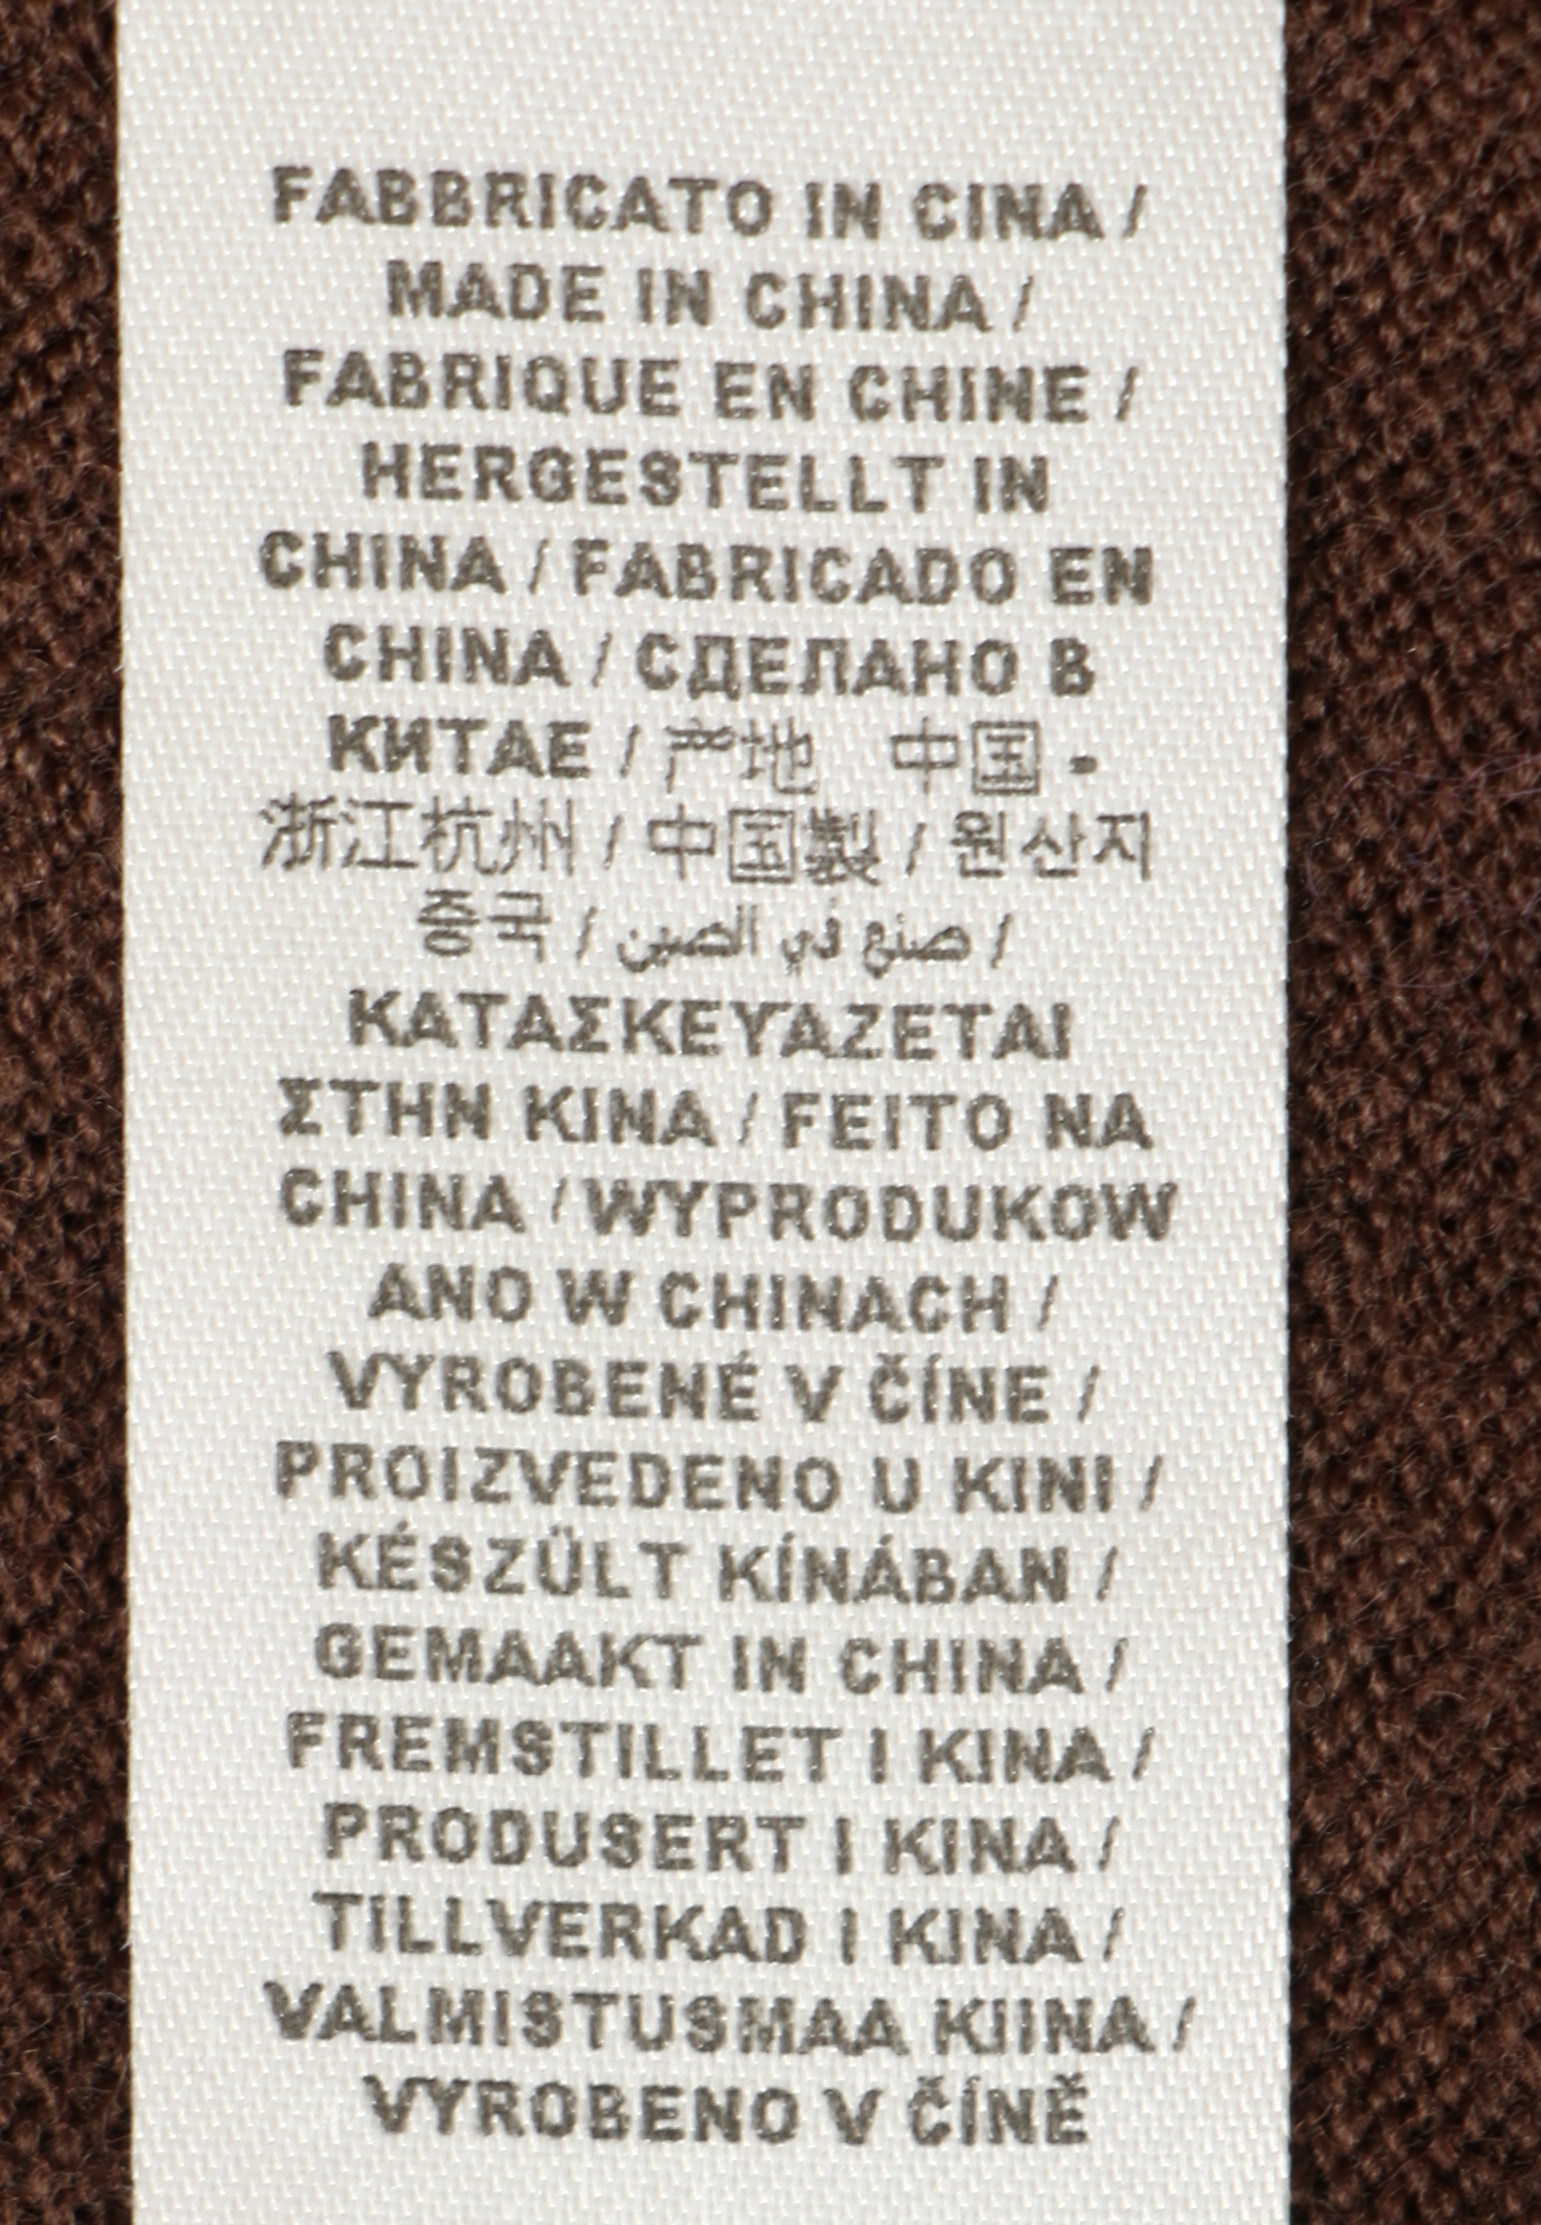 FABBRICATO IN CINA /
MADE IN CHINA /
FABRIQUE EN CHINE /
HERGESTELLT IN
CHINA / FABRICADO EN
CHINA / СДЕЛАНО В
КИТАЕ / 产地 中国 -
浙江杭州 / 中国製 / 원산지
중국 / صنع في الصين /
ΚΑΤΑΣΚΕΥΑΖΕΤΑΙ
ΣΤΗΝ ΚΙΝΑ / FEITO NA
CHINA / WYPRODUKOW
ANO W CHINACH /
VYROBENÉ V ČÍNE /
PROIZVEDENO U KINI /
KÉSZÜLT KÍNÁBAN /
GEMAAKT IN CHINA /
FREMSTILLET I KINA /
PRODUSERT I KINA /
TILLVERKAD I KINA /
VALMISTUSMAA KIINA /
VYROBENO V ČÍNĚ